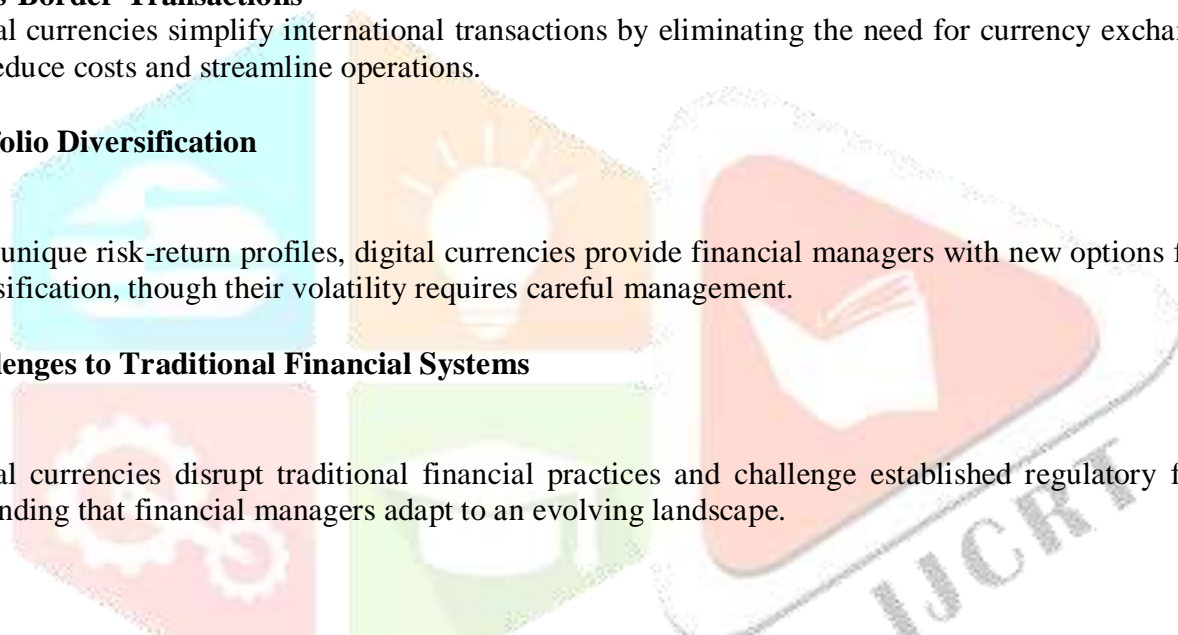 s-Border Transactions
al currencies simplify international transactions by eliminating the need for currency exchar
educe costs and streamline operations.
folio Diversification
unique risk-return profiles, digital currencies provide financial managers with new options f
sification, though their volatility requires careful management.
lenges to Traditional Financial Systems
al currencies disrupt traditional financial practices and challenge established regulatory f
nding that financial managers adapt to an evolving landscape.
IJCRT